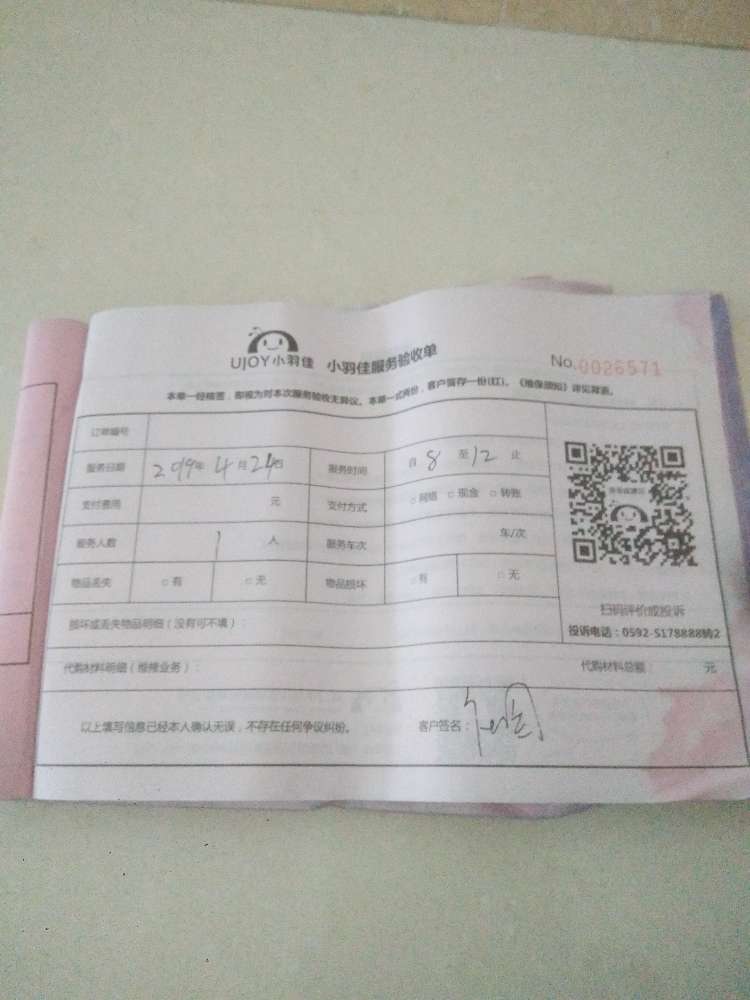 UJOY小羽佳 小羽佳服务验收单 No.0026571
本单一经签署，即视为对本次服务验收无异议。本单一式两份，客户留存一份(红)。《维保须知》详见背面。
订单编号
服务日期 2019年4月24日 服务时间 自8至12止
支付费用 元 支付方式 □网络 □现金 □转账
服务人数 1人 服务车次 车/次
物品丢失 □有 □无 物品损坏 □有 □无
扫码评价或投诉
投诉电话：0592-5178888转2
损坏或丢失物品明细（没有可不填）：
代购材料明细（维搬业务）： 代购材料总额： 元
以上填写信息已经本人确认无误，不存在任何争议纠纷。 客户签名：